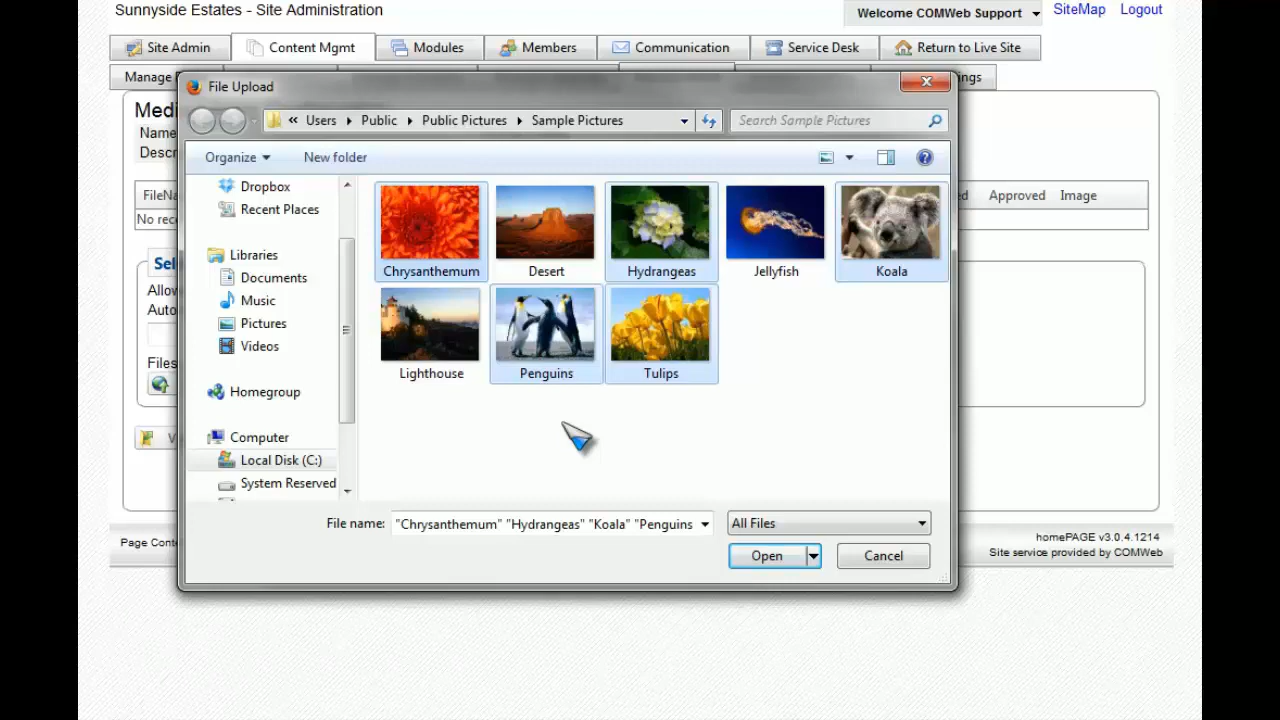 Sunnyside Estates - Site Administration
Welcome COMWeb Support
SiteMap Logout
Site Admin Content Mgmt Modules Members Communication Service Desk Return to Live Site
Manage
File Upload
« Users Public Public Pictures Sample Pictures
Search Sample Pictures
Organize New folder
Dropbox
Recent Places
Libraries
Documents
Music
Pictures
Videos
Homegroup
Computer
Local Disk (C:)
System Reserved
Chrysanthemum Desert Hydrangeas Jellyfish Koala
Lighthouse Penguins Tulips
File name: "Chrysanthemum" "Hydrangeas" "Koala" "Penguins
All Files
Open Cancel
Name
Approved Image
Files
homePAGE v3.0.4.1214
Site service provided by COMWeb